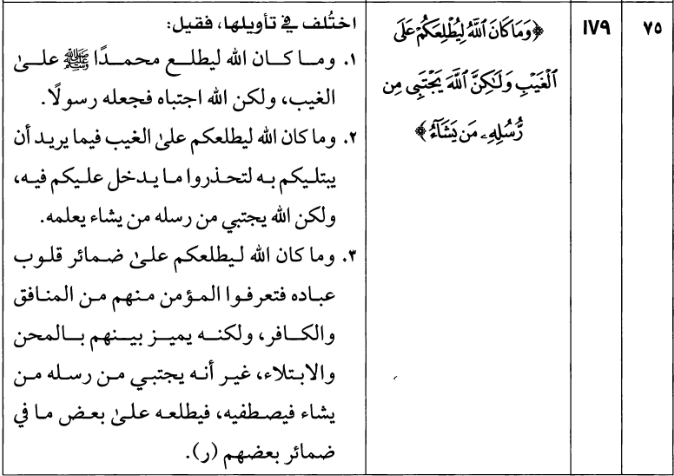 ٧٥
١٧٩
﴿وَمَا كَانَ ٱللَّهُ لِيُطْلِعَكُمْ عَلَى
ٱلْغَيْبِ وَلَٰكِنَّ ٱللَّهَ يَجْتَبِى مِن
رُّسُلِهِۦ مَن يَشَآءُ﴾
اختُلف في تأويلها، فقيل:
١. وما كان الله ليطلع محمدًا ﷺ علىٰ
الغيب، ولكن الله اجتباه فجعله رسولًا.
٢. وما كان الله ليطلعكم علىٰ الغيب فيما يريد أن
يبتليكم به لتحذروا ما يدخل عليكم فيه،
ولكن الله يجتبي من رسله من يشاء يعلمه.
٣. وما كان الله ليطلعكم علىٰ ضمائر قلوب
عباده فتعرفوا المؤمن منهم من المنافق
والكافر، ولكنه يميز بينهم بالمحن
والابتلاء، غير أنه يجتبي من رسله من
يشاء فيصطفيه، فيطلعه علىٰ بعض ما في
ضمائر بعضهم (ر).